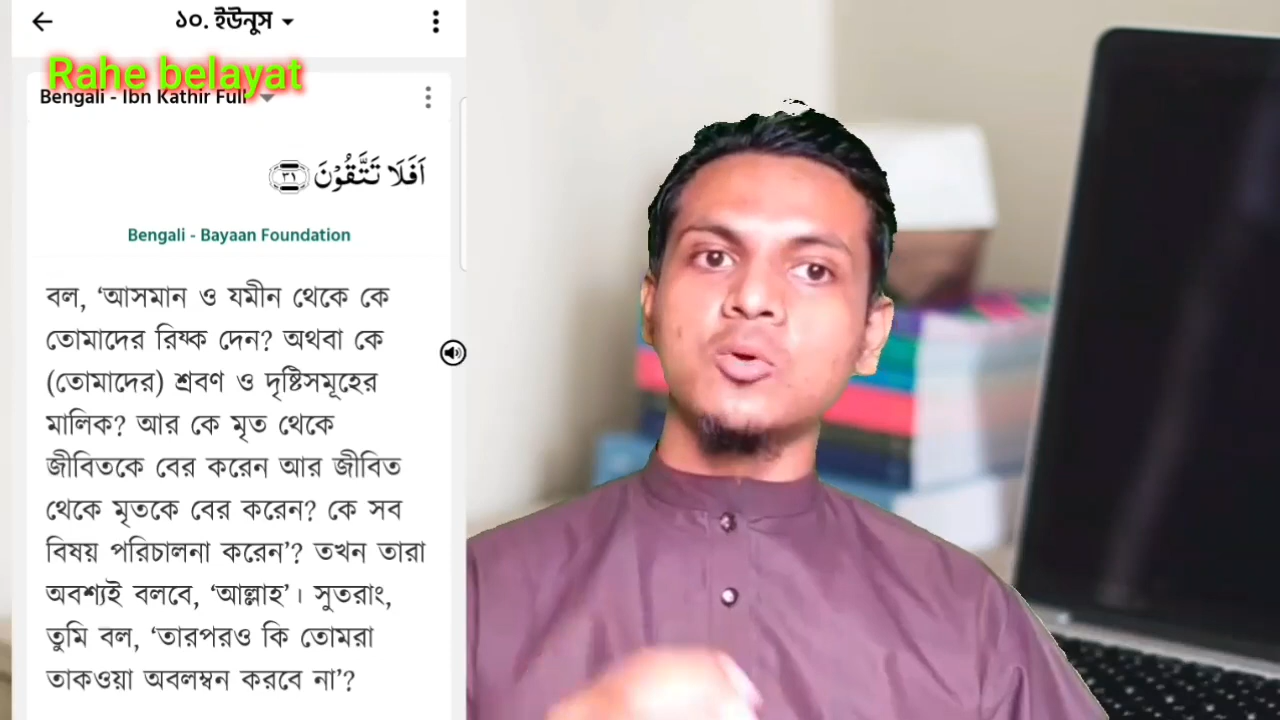 ১০. ইউনুস
Rahe belayat
Bengali - Ibn Kathir Full
اَفَلَا تَتَّقُوْنَ ٣١
Bengali - Bayaan Foundation
বল, ‘আসমান ও যমীন থেকে কে
তোমাদের রিয্ক দেন? অথবা কে
(তোমাদের) শ্রবণ ও দৃষ্টিসমূহের
মালিক? আর কে মৃত থেকে
জীবিতকে বের করেন আর জীবিত
থেকে মৃতকে বের করেন? কে সব
বিষয় পরিচালনা করেন’? তখন তারা
অবশ্যই বলবে, ‘আল্লাহ’। সুতরাং,
তুমি বল, ‘তারপরও কি তোমরা
তাকওয়া অবলম্বন করবে না’?